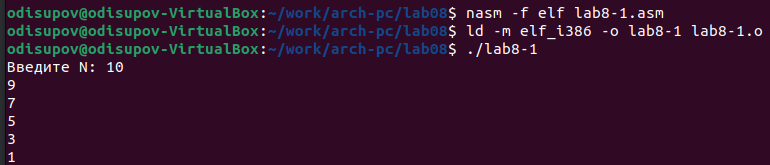 odisupov@odisupov-VirtualBox:~/work/arch-pc/lab08$ nasm -f elf lab8-1.asm
odisupov@odisupov-VirtualBox:~/work/arch-pc/lab08$ ld -m elf_i386 -o lab8-1 lab8-1.o
odisupov@odisupov-VirtualBox:~/work/arch-pc/lab08$ ./lab8-1
Введите N: 10
9
7
5
3
1